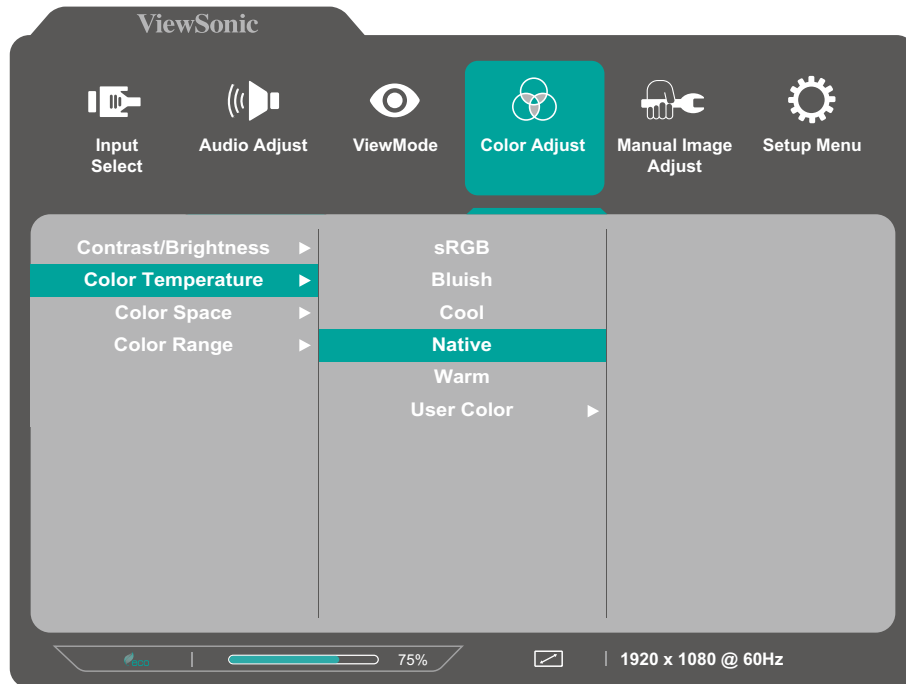 ViewSonic
Input
Select
Audio Adjust
ViewMode
Color Adjust
Manual Image
Adjust
Setup Menu
Contrast/Brightness
Color Temperature
Color Space
Color Range
sRGB
Bluish
Cool
Native
Warm
User Color
eco
75%
1920 x 1080 @ 60Hz